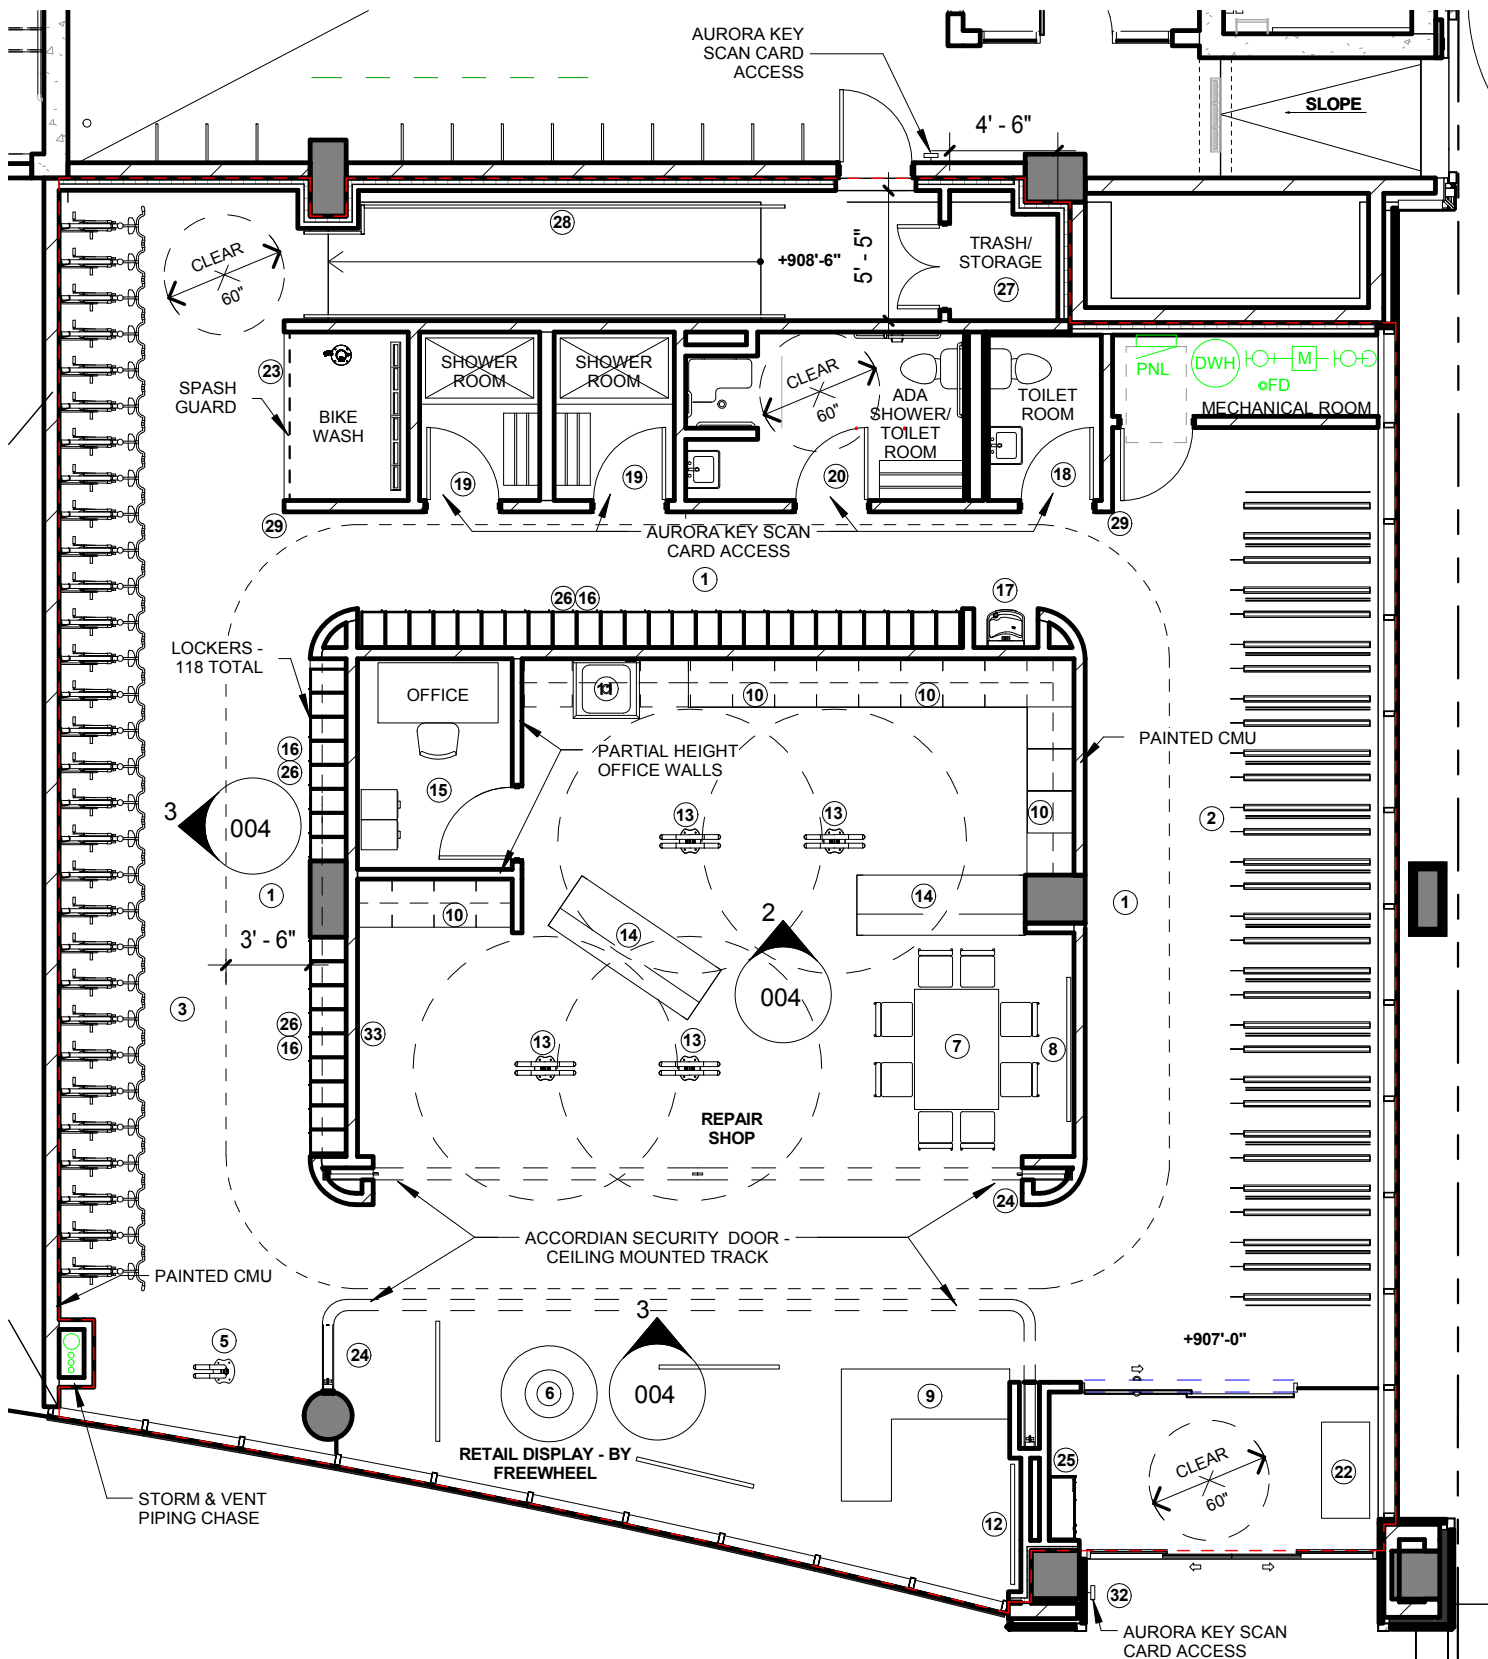 AURORA KEY
SCAN CARD
ACCESS
4' - 6"
SLOPE
CLEAR
60"
28
+908'-6"
5' - 5"
TRASH/
STORAGE
27
23
SPASH
GUARD
BIKE
WASH
SHOWER
ROOM
SHOWER
ROOM
CLEAR
60"
ADA
SHOWER/
TOILET
ROOM
TOILET
ROOM
PNL
DWH
M
FD
MECHANICAL ROOM
19
19
20
18
29
29
AURORA KEY SCAN
CARD ACCESS
1
26
16
17
LOCKERS -
118 TOTAL
OFFICE
11
10
10
PARTIAL HEIGHT
OFFICE WALLS
PAINTED CMU
16
26
15
3
004
13
13
10
2
1
10
14
14
1
2
004
3' - 6"
3
26
16
33
13
13
7
8
REPAIR
SHOP
24
ACCORDIAN SECURITY DOOR -
CEILING MOUNTED TRACK
PAINTED CMU
5
24
3
004
6
9
+907'-0"
RETAIL DISPLAY - BY
FREEWHEEL
25
CLEAR
60"
22
STORM & VENT
PIPING CHASE
12
32
AURORA KEY SCAN
CARD ACCESS